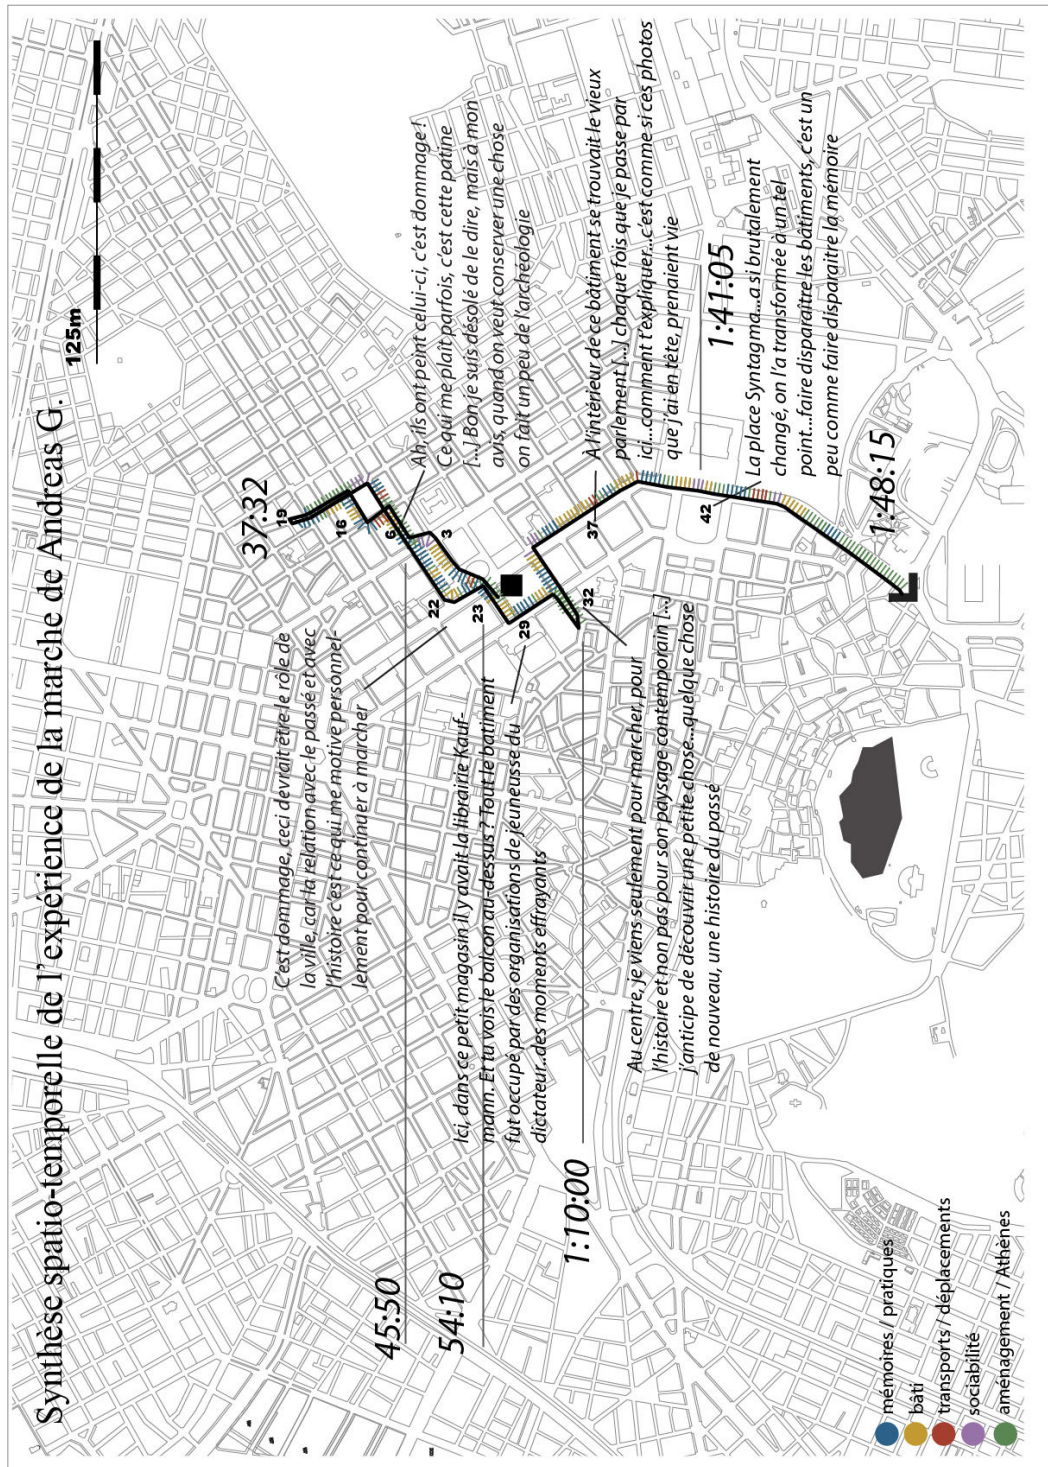 Synthèse spatio-temporelle de l'expérience de la marche de Andreas G.
125m
37:32
19
16
6
3
22
23
29
32
37
42
C'est dommage, ceci devrait être le rôle de
la ville, car la relation avec le passé et avec
l'histoire c'est ce qui me motive personnel-
lement pour continuer à marcher
Ah, ils ont peint celui-ci, c'est dommage !
Ce qui me plait parfois, c'est cette patine
[...] Bon je suis désolé de le dire, mais à mon
avis, quand on veut conserver une chose
on fait un peu de l'archéologie
45:50
54:10
Ici, dans ce petit magasin il y avait la librairie Kauf-
mann. Et tu vois le balcon au-dessus ? Tout le batiment
fut occupé par des organisations de jeuneusse du
dictateur..des moments effrayants
À l'intérieur de ce bâtiment se trouvait le vieux
parlement [...] chaque fois que je passe par
ici...comment t'expliquer...c'est comme si ces photos
que j'ai en tête, prenaient vie
1:10:00
Au centre, je viens seulement pour marcher, pour
l'histoire et non pas pour son paysage contemporain [...]
j'anticipe de découvrir une petite chose...quelque chose
de nouveau, une histoire du passé
1:41:05
La place Syntagma...a si brutalement
changé, on l'a transformée à un tel
point...faire disparaître les bâtiments, c'est un
peu comme faire disparaitre la mémoire
1:48:15
mémoires / pratiques
bâti
transports / déplacements
sociabilité
aménagement / Athènes